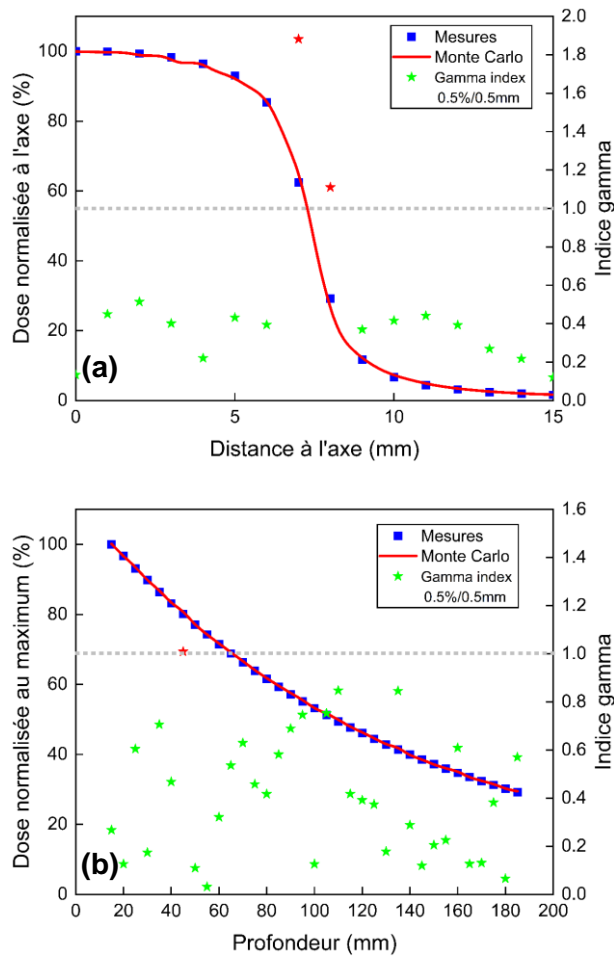 2.0
100
1.8
1.6
80
1.4
1.2
60
1.0
0.8
40
0.6
20
0.4
0.2
0
0.0
0 5 10 15
Dose normalisée à l'axe (%)
Indice gamma
Mesures
Monte Carlo
Gamma index
0.5%/0.5mm
(a)
Distance à l'axe (mm)
1.6
100
1.4
80
1.2
1.0
60
0.8
40
0.6
0.4
20
0.2
0
0.0
0 20 40 60 80 100 120 140 160 180 200
Dose normalisée au maximum (%)
Indice gamma
Mesures
Monte Carlo
Gamma index
0.5%/0.5mm
(b)
Profondeur (mm)